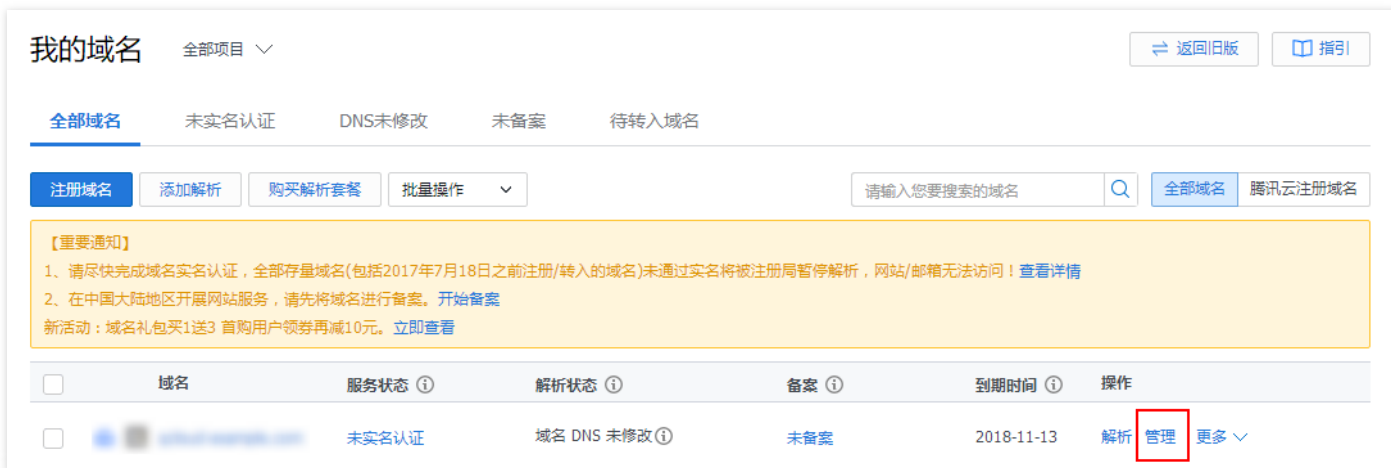 我的域名 全部项目 返回旧版 指引
全部域名 未实名认证 DNS未修改 未备案 待转入域名
注册域名 添加解析 购买解析套餐 批量操作 请输入您要搜索的域名 全部域名 腾讯云注册域名
【重要通知】
1、请尽快完成域名实名认证，全部存量域名(包括2017年7月18日之前注册/转入的域名)未通过实名将被注册局暂停解析，网站/邮箱无法访问！查看详情
2、在中国大陆地区开展网站服务，请先将域名进行备案。开始备案
新活动：域名礼包买1送3 首购用户领券再减10元。立即查看
域名 服务状态 解析状态 备案 到期时间 操作
未实名认证 域名 DNS 未修改 未备案 2018-11-13 解析 管理 更多